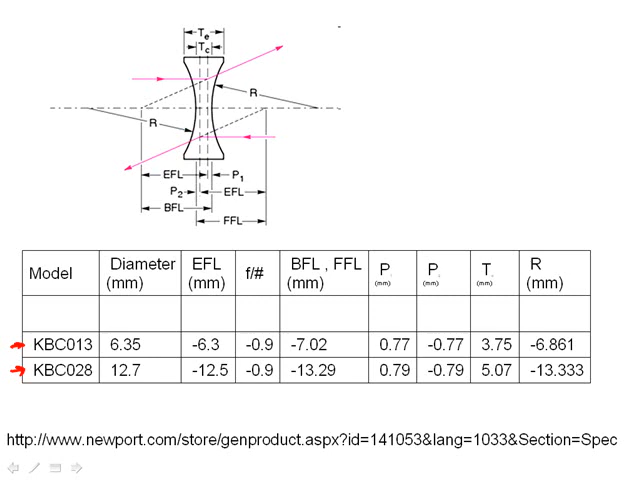 Te
Tc
R
R
EFL
P1
P2
EFL
BFL
FFL
Model Diameter (mm) EFL (mm) f/# BFL , FFL (mm) P (mm) P (mm) T (mm) R (mm)
KBC013 6.35 -6.3 -0.9 -7.02 0.77 -0.77 3.75 -6.861
KBC028 12.7 -12.5 -0.9 -13.29 0.79 -0.79 5.07 -13.333
http://www.newport.com/store/genproduct.aspx?id=141053&lang=1033&Section=Spec